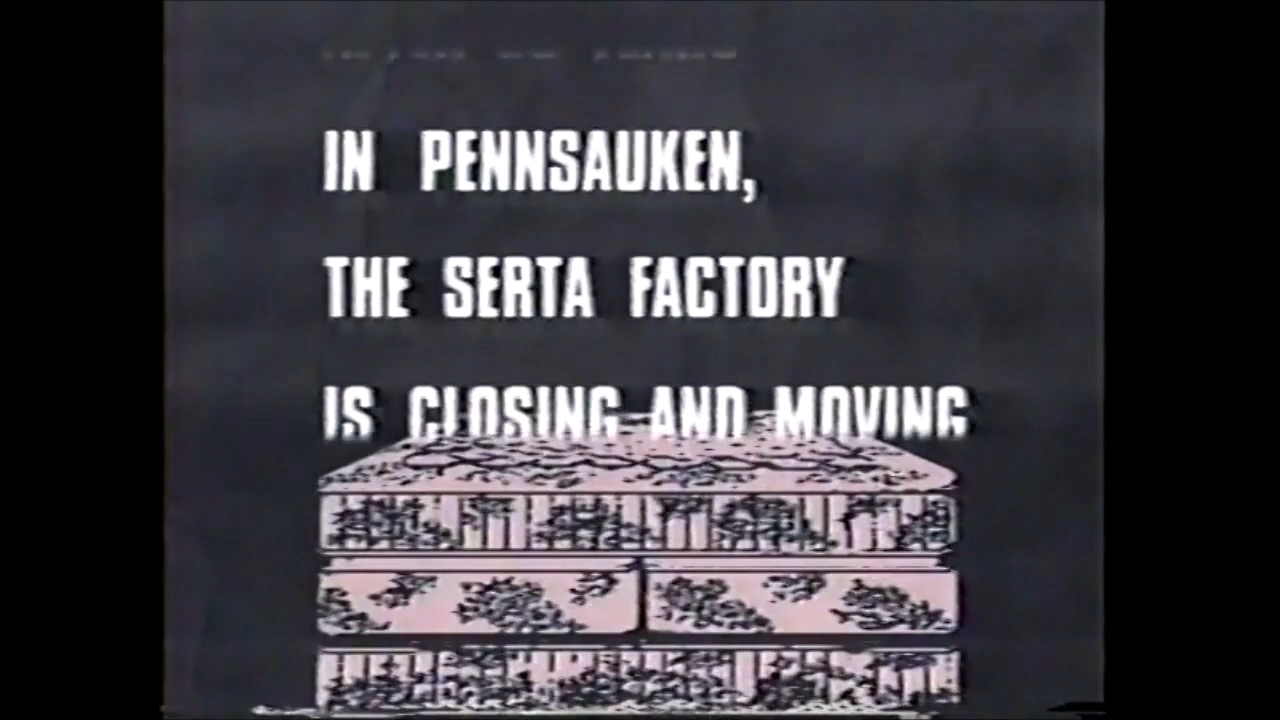 IN PENNSAUKEN,
THE SERTA FACTORY
IS CLOSING AND MOVING